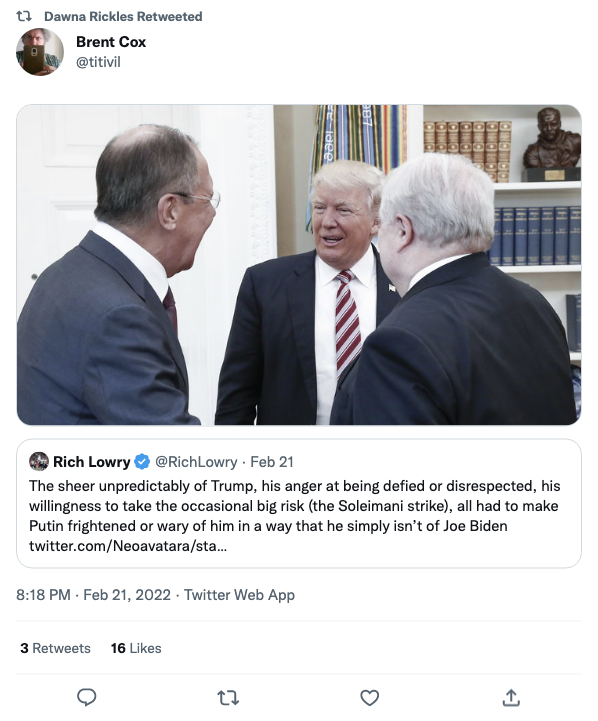 Dawna Rickles Retweeted
Brent Cox
@titivil
Rich Lowry @RichLowry · Feb 21
The sheer unpredictably of Trump, his anger at being defied or disrespected, his
willingness to take the occasional big risk (the Soleimani strike), all had to make
Putin frightened or wary of him in a way that he simply isn’t of Joe Biden
twitter.com/Neoavatara/sta…
8:18 PM · Feb 21, 2022 · Twitter Web App
3 Retweets 16 Likes